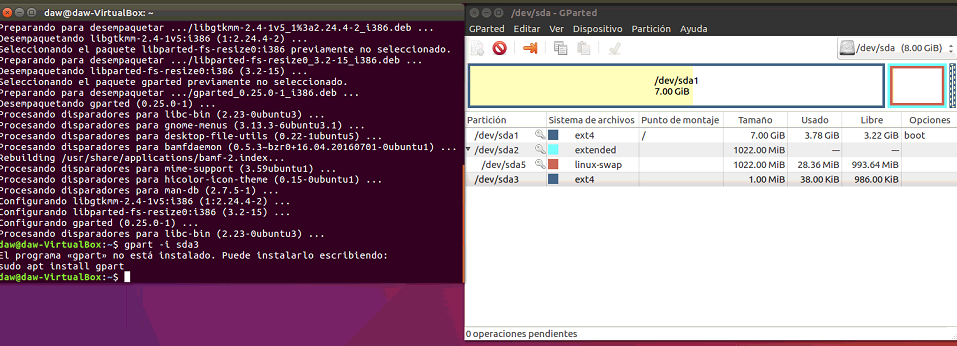 daw@daw-VirtualBox: ~
Preparando para desempaquetar .../libgtkmm-2.4-1v5_1%3a2.24.4-2_i386.deb ...
Desempaquetando libgtkmm-2.4-1v5:i386 (1:2.24.4-2) ...
Seleccionando el paquete libparted-fs-resize0:i386 previamente no seleccionado.
Preparando para desempaquetar .../libparted-fs-resize0_3.2-15_i386.deb ...
Desempaquetando libparted-fs-resize0:i386 (3.2-15) ...
Seleccionando el paquete gparted previamente no seleccionado.
Preparando para desempaquetar .../gparted_0.25.0-1_i386.deb ...
Desempaquetando gparted (0.25.0-1) ...
Procesando disparadores para libc-bin (2.23-0ubuntu3) ...
Procesando disparadores para gnome-menus (3.13.3-6ubuntu3.1) ...
Procesando disparadores para desktop-file-utils (0.22-1ubuntu5) ...
Procesando disparadores para bamfdaemon (0.5.3~bzr0+16.04.20160701-0ubuntu1) ...
Rebuilding /usr/share/applications/bamf-2.index...
Procesando disparadores para mime-support (3.59ubuntu1) ...
Procesando disparadores para hicolor-icon-theme (0.15-0ubuntu1) ...
Procesando disparadores para man-db (2.7.5-1) ...
Configurando libgtkmm-2.4-1v5:i386 (1:2.24.4-2) ...
Configurando libparted-fs-resize0:i386 (3.2-15) ...
Configurando gparted (0.25.0-1) ...
Procesando disparadores para libc-bin (2.23-0ubuntu3) ...
daw@daw-VirtualBox:~$ gpart -i sda3
El programa «gpart» no está instalado. Puede instalarlo escribiendo:
sudo apt install gpart
daw@daw-VirtualBox:~$
/dev/sda - GParted
GParted Editar Ver Dispositivo Partición Ayuda
/dev/sda (8.00 GiB)
/dev/sda1
7.00 GiB
Partición Sistema de archivos Punto de montaje Tamaño Usado Libre Opciones
/dev/sda1 ext4 / 7.00 GiB 3.78 GiB 3.22 GiB boot
/dev/sda2 extended 1022.00 MiB --- ---
/dev/sda5 linux-swap 1022.00 MiB 28.36 MiB 993.64 MiB
/dev/sda3 ext4 1.00 MiB 38.00 KiB 986.00 KiB
0 operaciones pendientes